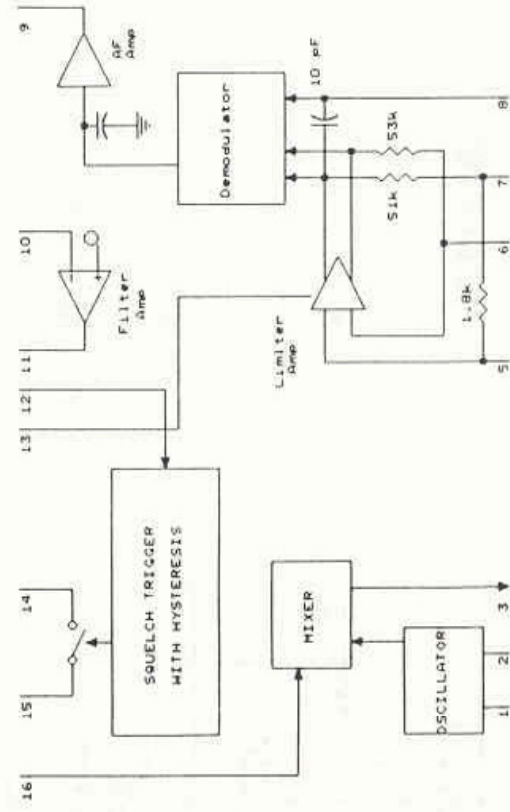 16
15
14
13
12
11
10
9
SQUELCH TRIGGER
WITH HYSTERESIS
Filter
Amp
AF
Amp
Limiter
Amp
Demodulator
10 pF
MIXER
OSCILLATOR
51k
53k
1.8k
1
2
3
5
6
7
8